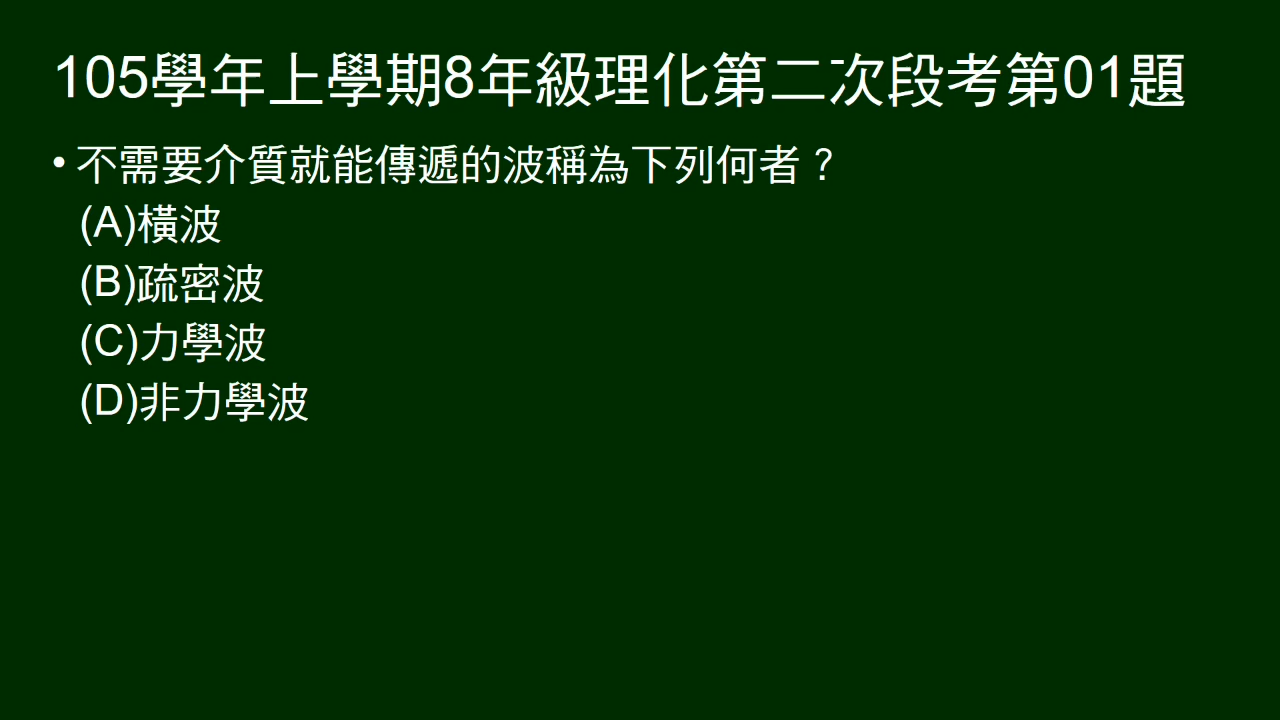 105學年上學期8年級理化第二次段考第01題
• 不需要介質就能傳遞的波稱為下列何者？
(A)橫波
(B)疏密波
(C)力學波
(D)非力學波